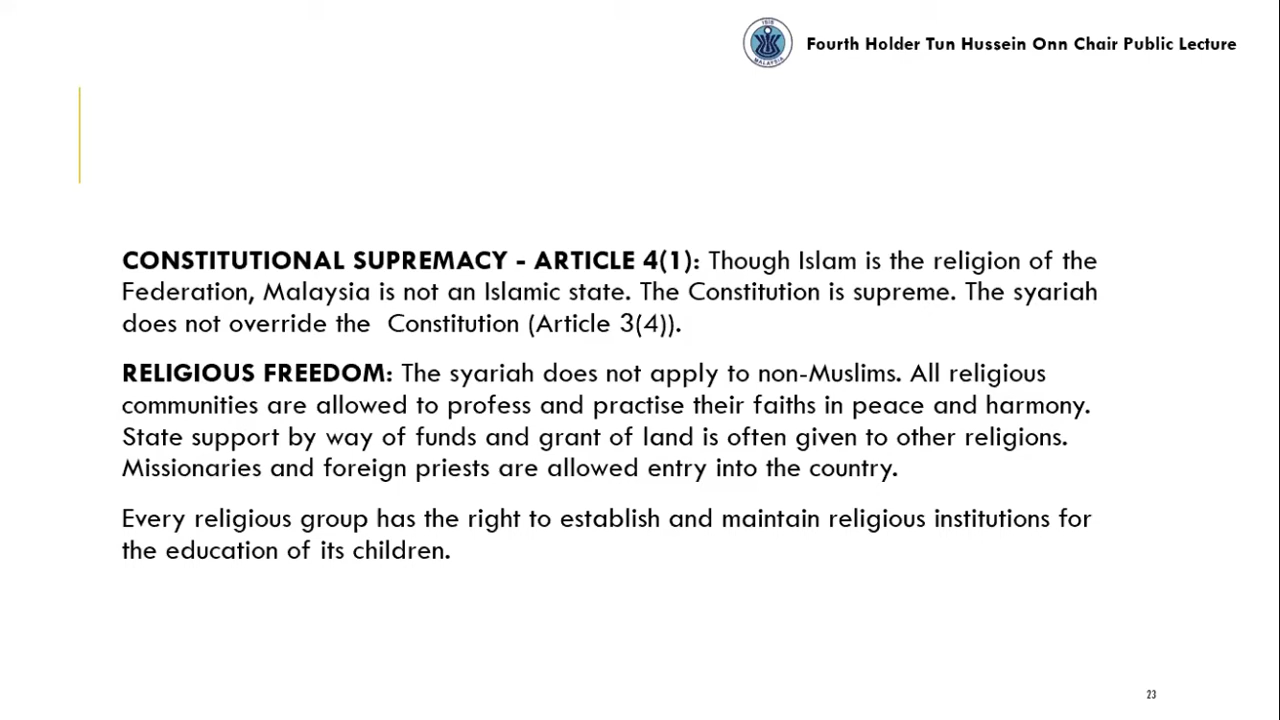 ISIS
MALAYSIA
Fourth Holder Tun Hussein Onn Chair Public Lecture
CONSTITUTIONAL SUPREMACY - ARTICLE 4(1): Though Islam is the religion of the
Federation, Malaysia is not an Islamic state. The Constitution is supreme. The syariah
does not override the  Constitution (Article 3(4)).
RELIGIOUS FREEDOM: The syariah does not apply to non-Muslims. All religious
communities are allowed to profess and practise their faiths in peace and harmony.
State support by way of funds and grant of land is often given to other religions.
Missionaries and foreign priests are allowed entry into the country.
Every religious group has the right to establish and maintain religious institutions for
the education of its children.
23